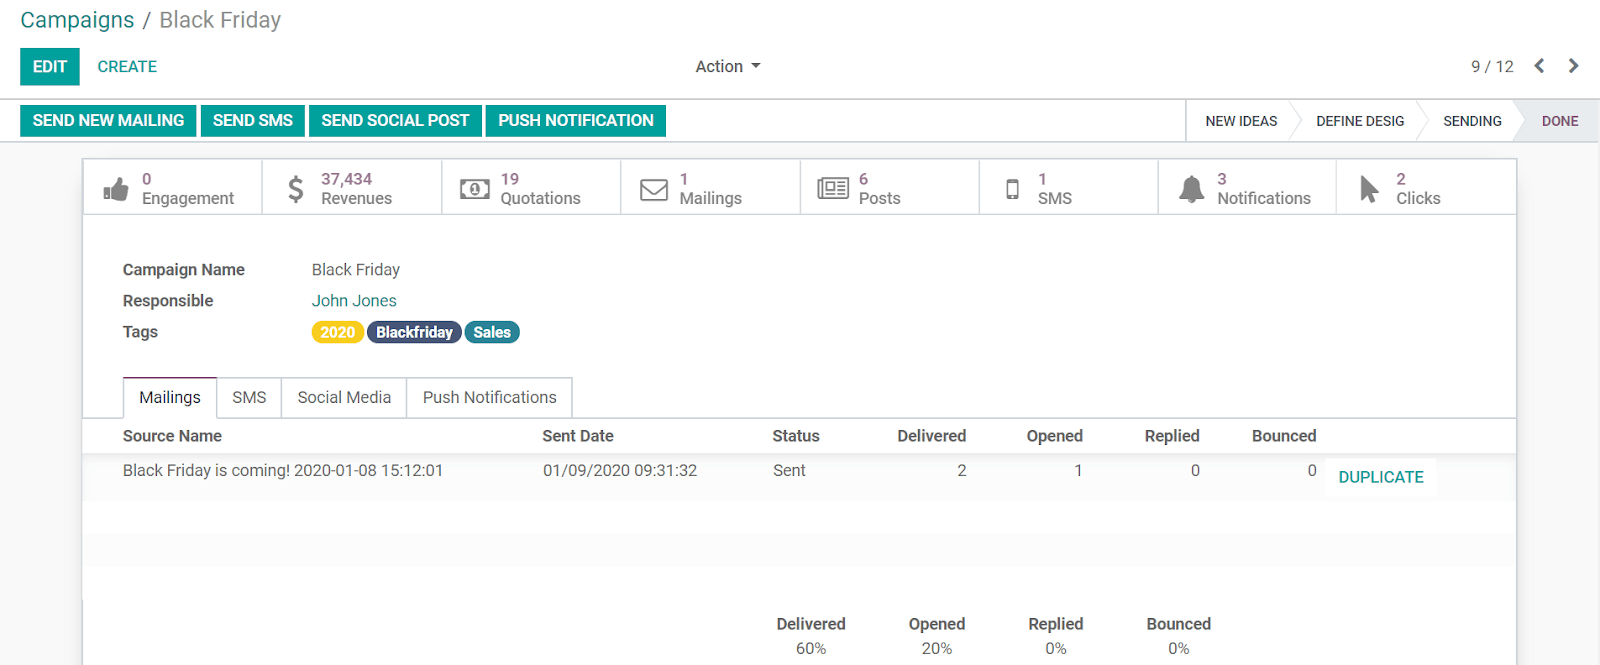 Campaigns / Black Friday
EDIT CREATE Action 9 / 12
SEND NEW MAILING SEND SMS SEND SOCIAL POST PUSH NOTIFICATION NEW IDEAS DEFINE DESIG SENDING DONE
0 37,434 19 1 6 1 3 2
Engagement Revenues Quotations Mailings Posts SMS Notifications Clicks
Campaign Name Black Friday
Responsible John Jones
Tags 2020 Blackfriday Sales
Mailings SMS Social Media Push Notifications
Source Name Sent Date Status Delivered Opened Replied Bounced
Black Friday is coming! 2020-01-08 15:12:01 01/09/2020 09:31:32 Sent 2 1 0 0 DUPLICATE
Delivered Opened Replied Bounced
60% 20% 0% 0%